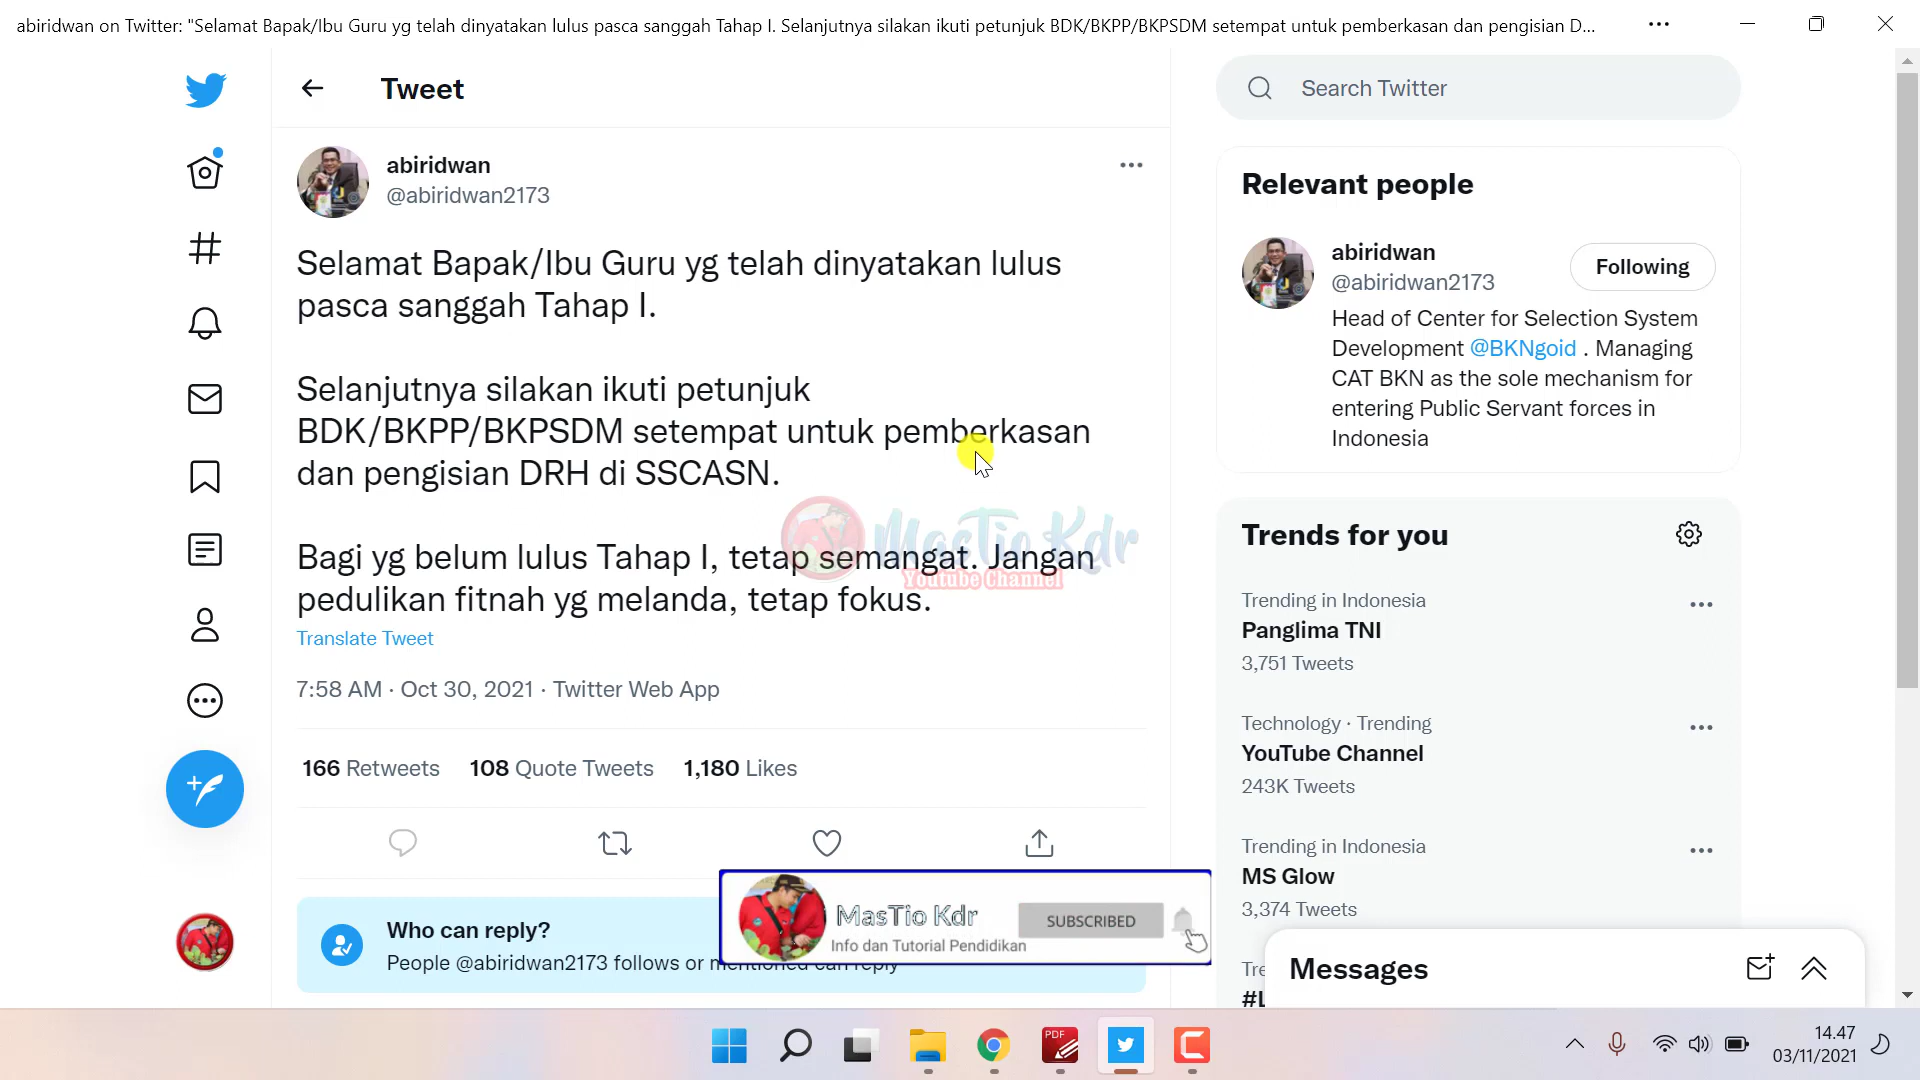 abiridwan on Twitter: "Selamat Bapak/Ibu Guru yg telah dinyatakan lulus pasca sanggah Tahap I. Selanjutnya silakan ikuti petunjuk BDK/BKPP/BKPSDM setempat untuk pemberkasan dan pengisian D...
Tweet
abiridwan
@abiridwan2173
Selamat Bapak/Ibu Guru yg telah dinyatakan lulus
pasca sanggah Tahap I.
Selanjutnya silakan ikuti petunjuk
BDK/BKPP/BKPSDM setempat untuk pemberkasan
dan pengisian DRH di SSCASN.
Bagi yg belum lulus Tahap I, tetap semangat. Jangan
pedulikan fitnah yg melanda, tetap fokus.
MasTio Kdr
Youtube Channel
Translate Tweet
7:58 AM · Oct 30, 2021 · Twitter Web App
166 Retweets 108 Quote Tweets 1,180 Likes
Who can reply?
People @abiridwan2173 follows or mentioned can reply
MasTio Kdr
Info dan Tutorial Pendidikan
SUBSCRIBED
Search Twitter
Relevant people
abiridwan
@abiridwan2173
Following
Head of Center for Selection System
Development @BKNgoid . Managing
CAT BKN as the sole mechanism for
entering Public Servant forces in
Indonesia
Trends for you
Trending in Indonesia
Panglima TNI
3,751 Tweets
Technology · Trending
YouTube Channel
243K Tweets
Trending in Indonesia
MS Glow
3,374 Tweets
Messages
PDF
14.47
03/11/2021